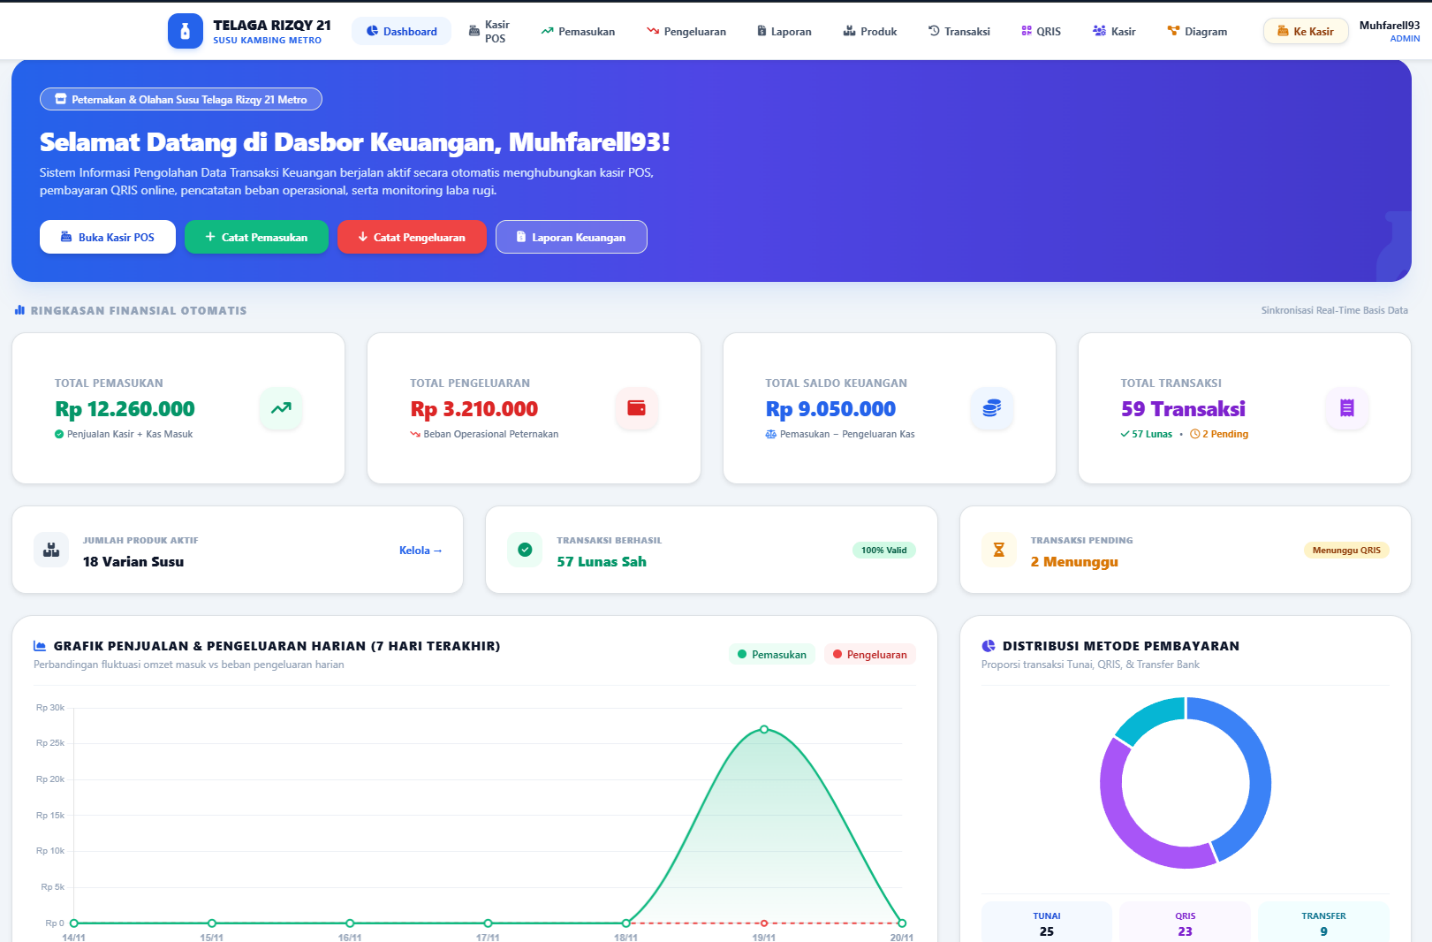 TELAGA RIZQY 21
SUSU KAMBING METRO
Dashboard
Kasir
POS
Pemasukan
Pengeluaran
Laporan
Produk
Transaksi
QRIS
Kasir
Diagram
Ke Kasir
Muhfarell93
ADMIN
Peternakan & Olahan Susu Telaga Rizqy 21 Metro
Selamat Datang di Dasbor Keuangan, Muhfarell93!
Sistem Informasi Pengolahan Data Transaksi Keuangan berjalan aktif secara otomatis menghubungkan kasir POS,
pembayaran QRIS online, pencatatan beban operasional, serta monitoring laba rugi.
Buka Kasir POS
Catat Pemasukan
Catat Pengeluaran
Laporan Keuangan
RINGKASAN FINANSIAL OTOMATIS
Sinkronisasi Real-Time Basis Data
TOTAL PEMASUKAN
Rp 12.260.000
Penjualan Kasir + Kas Masuk
TOTAL PENGELUARAN
Rp 3.210.000
Beban Operasional Peternakan
TOTAL SALDO KEUANGAN
Rp 9.050.000
Pemasukan − Pengeluaran Kas
TOTAL TRANSAKSI
59 Transaksi
57 Lunas • 2 Pending
JUMLAH PRODUK AKTIF
18 Varian Susu
Kelola →
TRANSAKSI BERHASIL
57 Lunas Sah
100% Valid
TRANSAKSI PENDING
2 Menunggu
Menunggu QRIS
GRAFIK PENJUALAN & PENGELUARAN HARIAN (7 HARI TERAKHIR)
Perbandingan fluktuasi omzet masuk vs beban pengeluaran harian
Pemasukan
Pengeluaran
Rp 30k
Rp 25k
Rp 20k
Rp 15k
Rp 10k
Rp 5k
Rp 0
14/11
15/11
16/11
17/11
18/11
19/11
20/11
DISTRIBUSI METODE PEMBAYARAN
Proporsi transaksi Tunai, QRIS, & Transfer Bank
TUNAI
25
QRIS
23
TRANSFER
9